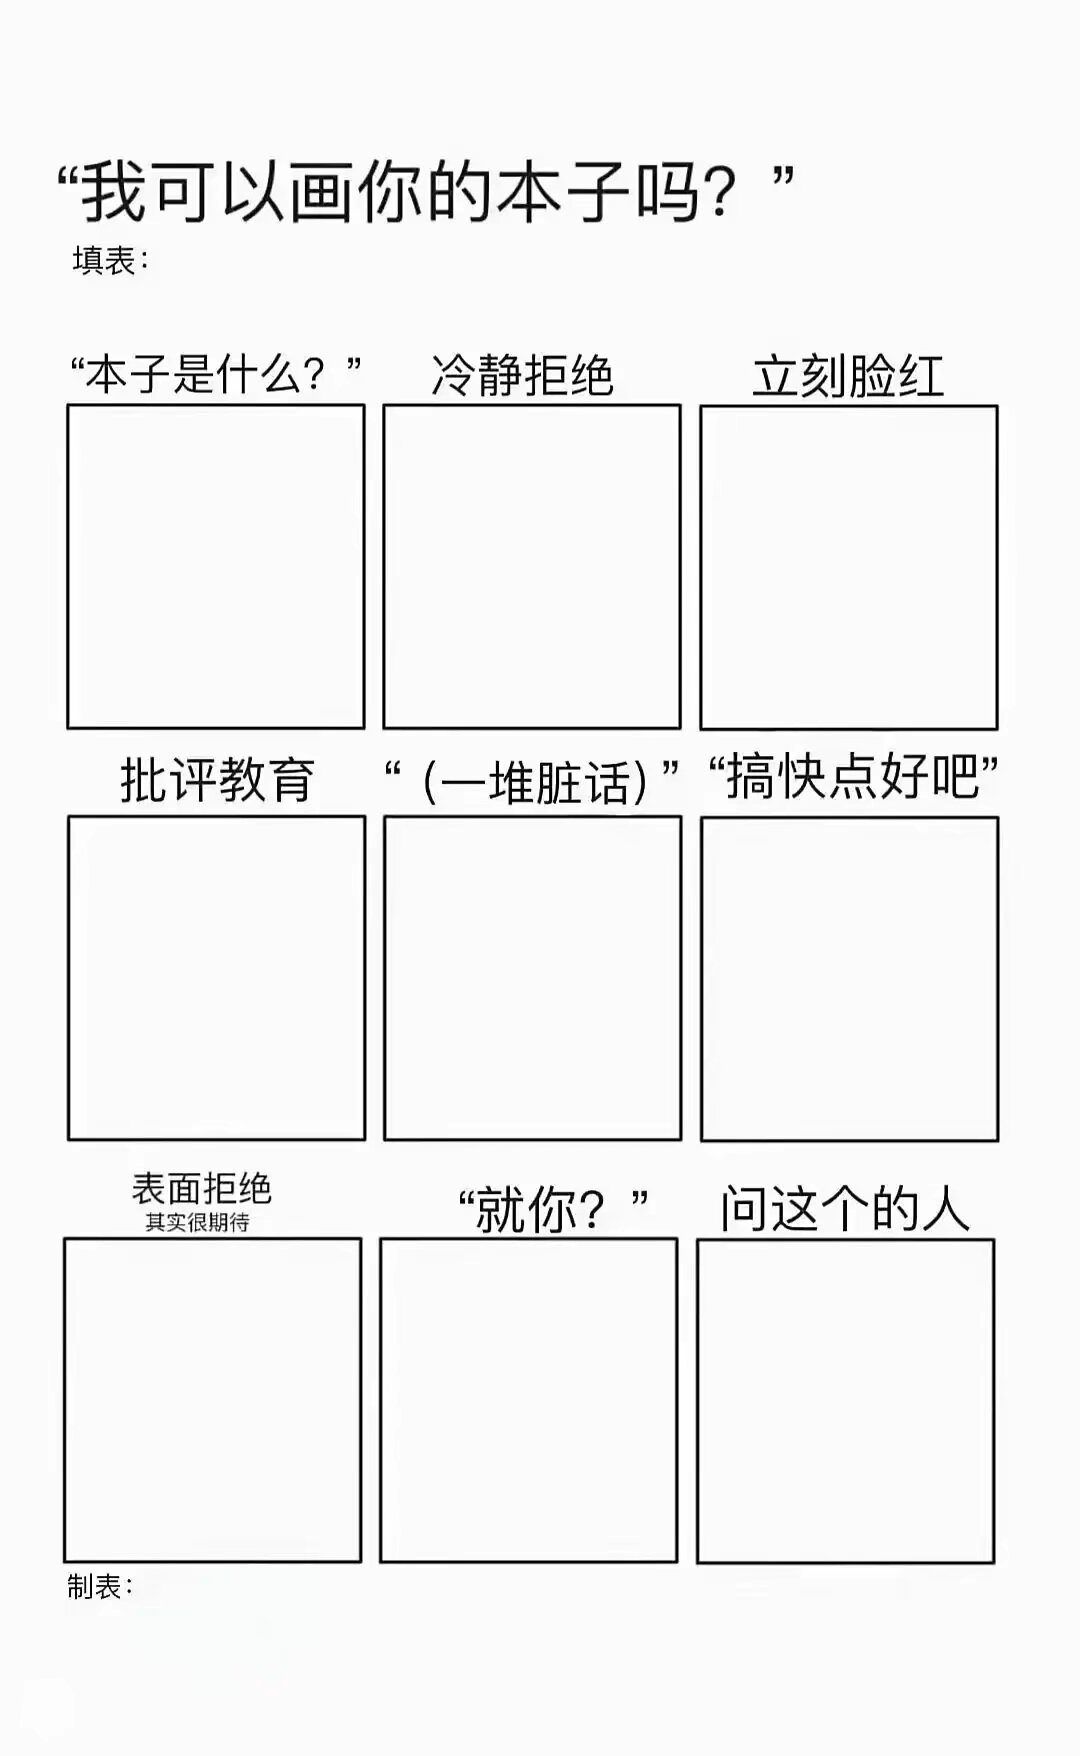 “我可以画你的本子吗？”
填表：
“本子是什么？” 冷静拒绝 立刻脸红
批评教育 “（一堆脏话）” “搞快点好吧”
表面拒绝 “就你？” 问这个的人
其实很期待
制表：